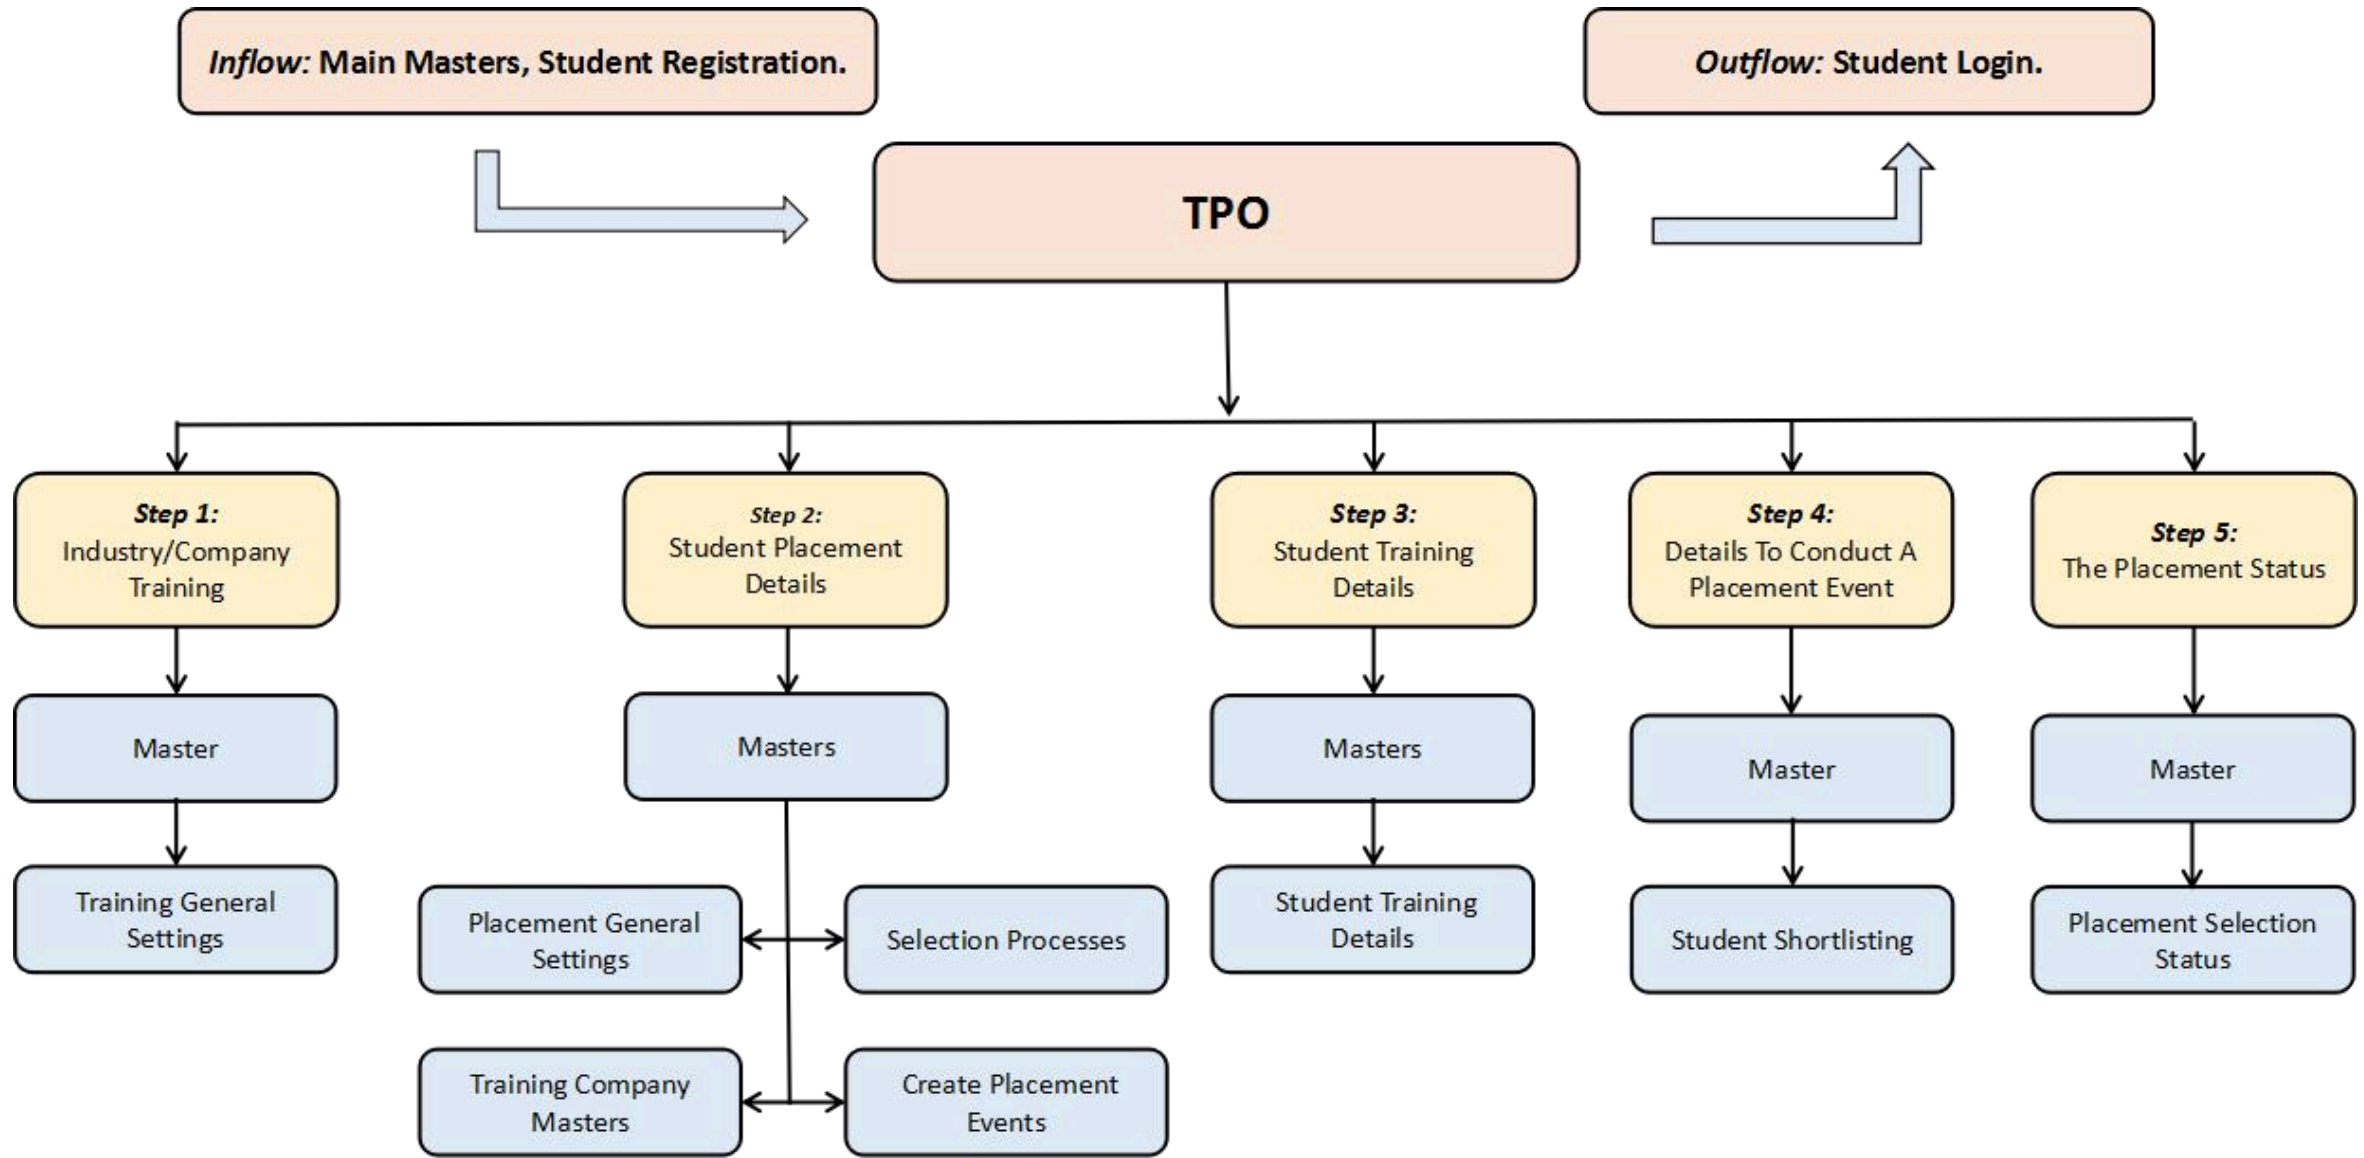 Inflow: Main Masters, Student Registration.
Outflow: Student Login.
TPO
Step 1:
Industry/Company
Training
Step 2:
Student Placement
Details
Step 3:
Student Training
Details
Step 4:
Details To Conduct A
Placement Event
Step 5:
The Placement Status
Master
Masters
Masters
Master
Master
Training General
Settings
Placement General
Settings
Selection Processes
Student Training
Details
Student Shortlisting
Placement Selection
Status
Training Company
Masters
Create Placement
Events